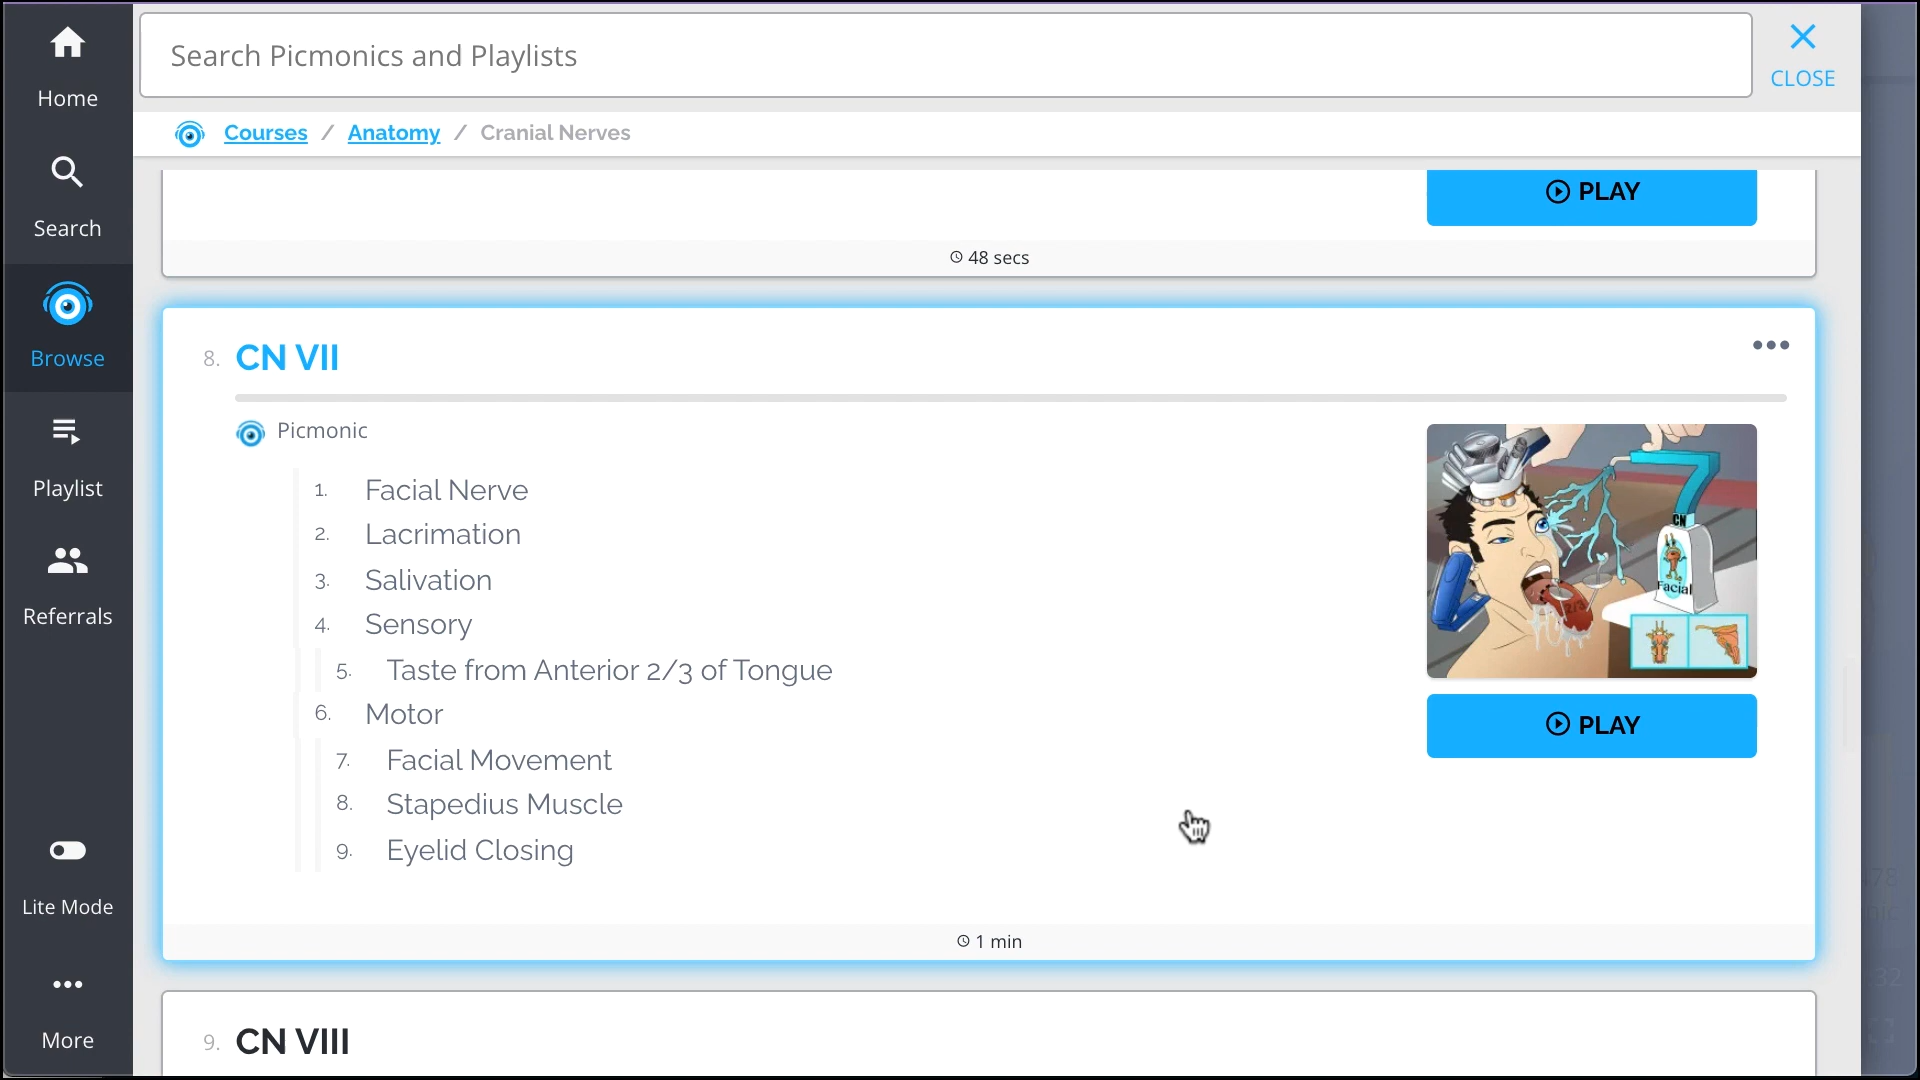 Home
Search
Browse
Playlist
Referrals
Lite Mode
More
Search Picmonics and Playlists
CLOSE
Courses / Anatomy / Cranial Nerves
PLAY
48 secs
8. CN VII
Picmonic
1. Facial Nerve
2. Lacrimation
3. Salivation
4. Sensory
5. Taste from Anterior 2/3 of Tongue
6. Motor
7. Facial Movement
8. Stapedius Muscle
9. Eyelid Closing
CN
Facial
2/3
PLAY
1 min
9. CN VIII